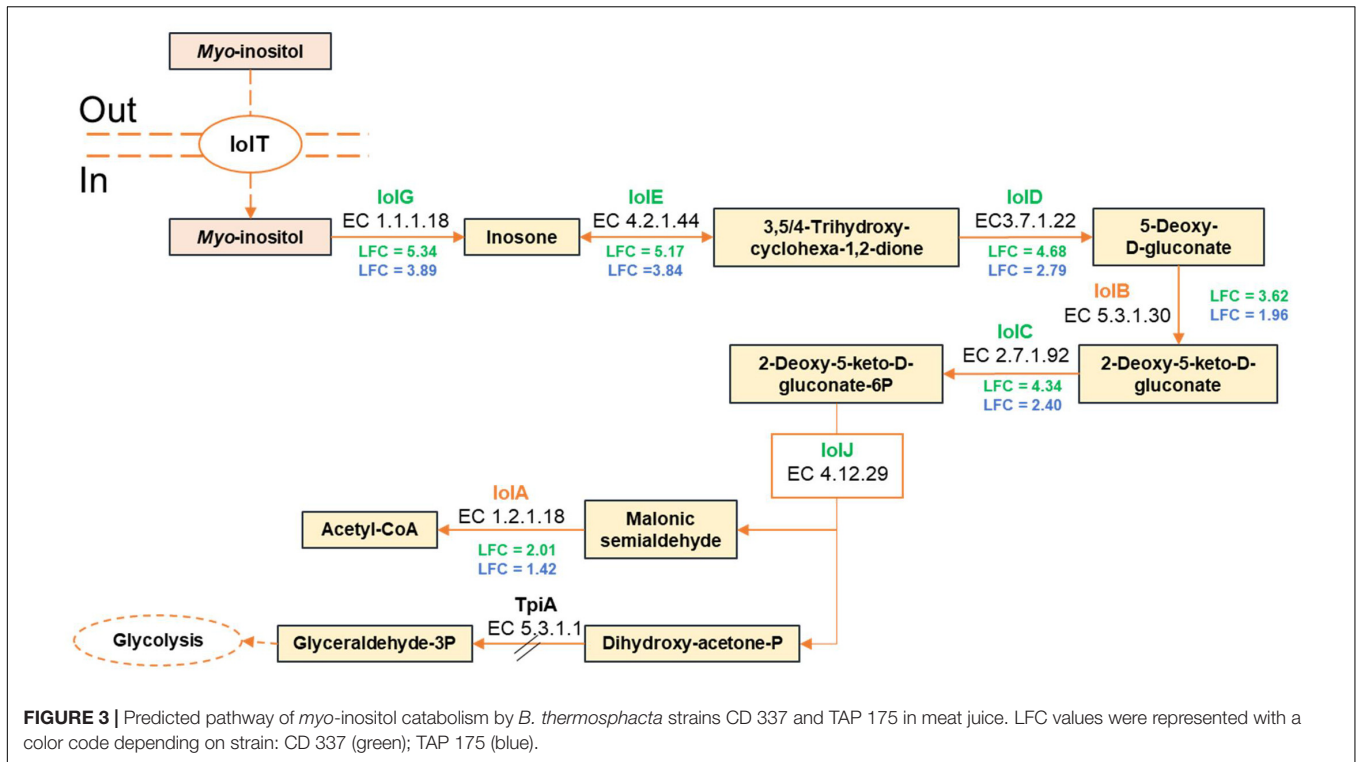 Myo-inositol
Out
IolT
In
Myo-inositol
IolG
EC 1.1.1.18
LFC = 5.34
LFC = 3.89
Inosone
IolE
EC 4.2.1.44
LFC = 5.17
LFC =3.84
3,5/4-Trihydroxy-
cyclohexa-1,2-dione
IolD
EC3.7.1.22
LFC = 4.68
LFC = 2.79
5-Deoxy-
D-gluconate
IolB
EC 5.3.1.30
LFC = 3.62
LFC = 1.96
2-Deoxy-5-keto-D-
gluconate
IolC
EC 2.7.1.92
LFC = 4.34
LFC = 2.40
2-Deoxy-5-keto-D-
gluconate-6P
IolJ
EC 4.12.29
Malonic
semialdehyde
IolA
EC 1.2.1.18
LFC = 2.01
LFC = 1.42
Acetyl-CoA
Dihydroxy-acetone-P
TpiA
EC 5.3.1.1
Glyceraldehyde-3P
Glycolysis
FIGURE 3 | Predicted pathway of myo-inositol catabolism by B. thermosphacta strains CD 337 and TAP 175 in meat juice. LFC values were represented with a
color code depending on strain: CD 337 (green); TAP 175 (blue).